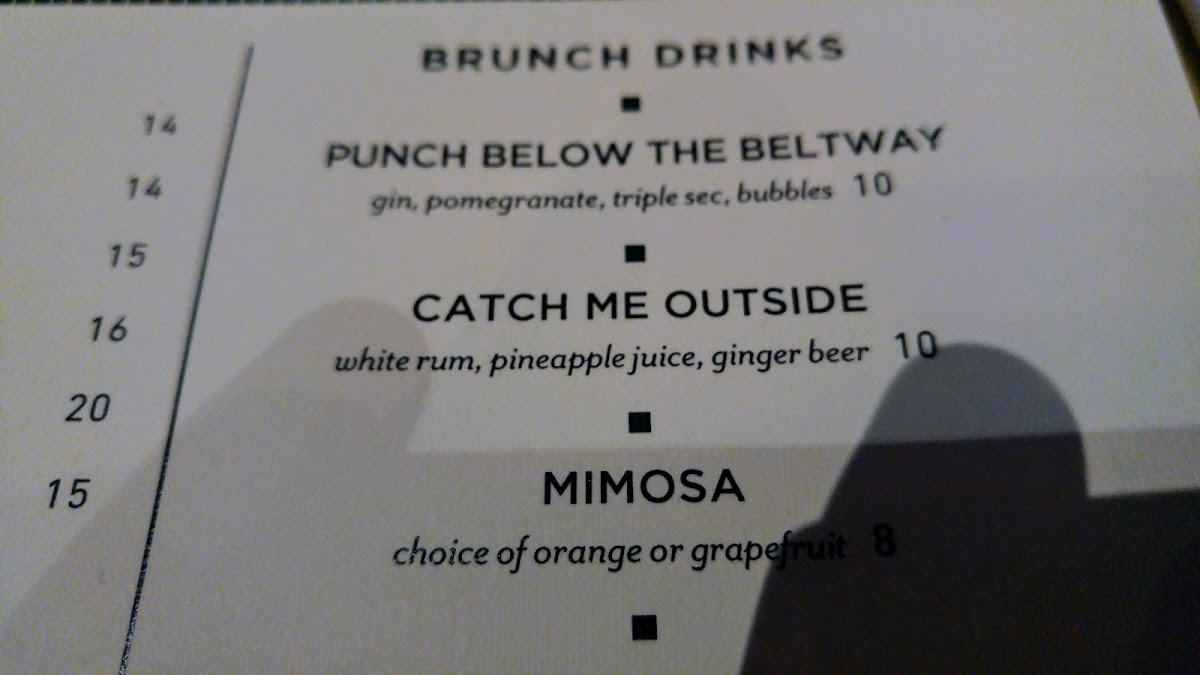 BRUNCH DRINKS
PUNCH BELOW THE BELTWAY
gin, pomegranate, triple sec, bubbles 10
CATCH ME OUTSIDE
white rum, pineapple juice, ginger beer 10
MIMOSA
choice of orange or grapefruit 8
14
14
15
16
20
15